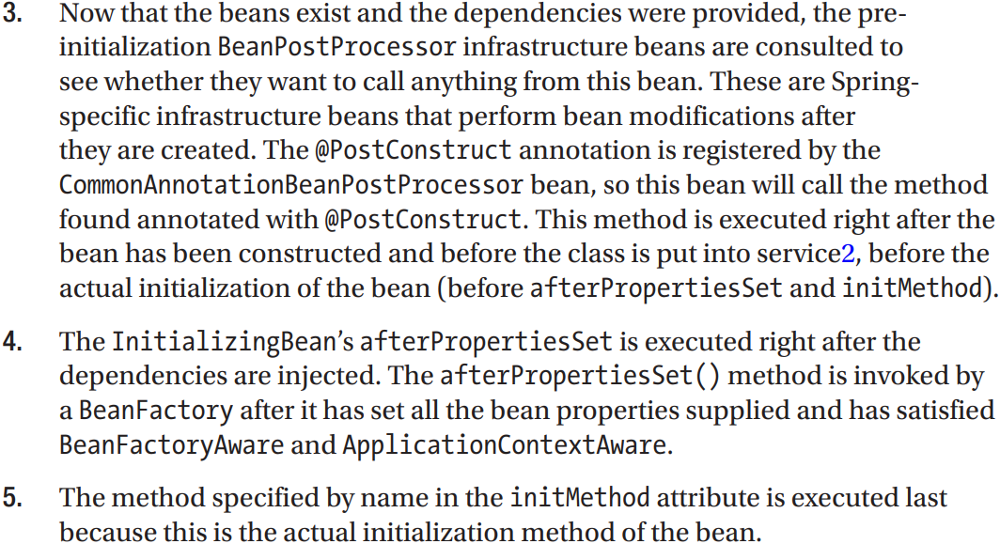 3. Now that the beans exist and the dependencies were provided, the pre-
initialization BeanPostProcessor infrastructure beans are consulted to
see whether they want to call anything from this bean. These are Spring-
specific infrastructure beans that perform bean modifications after
they are created. The @PostConstruct annotation is registered by the
CommonAnnotationBeanPostProcessor bean, so this bean will call the method
found annotated with @PostConstruct. This method is executed right after the
bean has been constructed and before the class is put into service2, before the
actual initialization of the bean (before afterPropertiesSet and initMethod).
4. The InitializingBean’s afterPropertiesSet is executed right after the
dependencies are injected. The afterPropertiesSet() method is invoked by
a BeanFactory after it has set all the bean properties supplied and has satisfied
BeanFactoryAware and ApplicationContextAware.
5. The method specified by name in the initMethod attribute is executed last
because this is the actual initialization method of the bean.